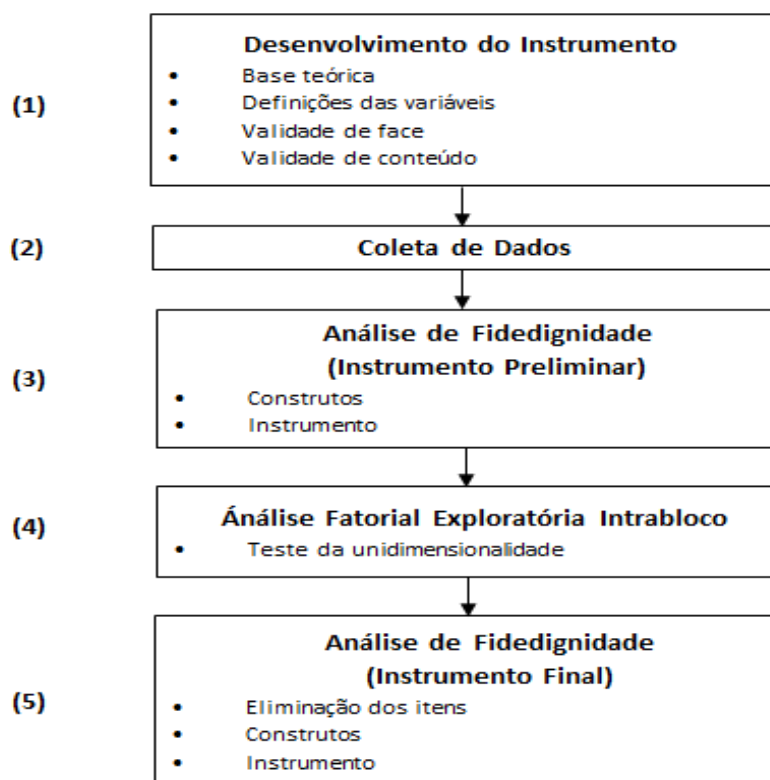 (1)
Desenvolvimento do Instrumento
• Base teórica
• Definições das variáveis
• Validade de face
• Validade de conteúdo
(2)
Coleta de Dados
(3)
Análise de Fidedignidade
(Instrumento Preliminar)
• Construtos
• Instrumento
(4)
Ánálise Fatorial Exploratória Intrabloco
• Teste da unidimensionalidade
(5)
Análise de Fidedignidade
(Instrumento Final)
• Eliminação dos itens
• Construtos
• Instrumento